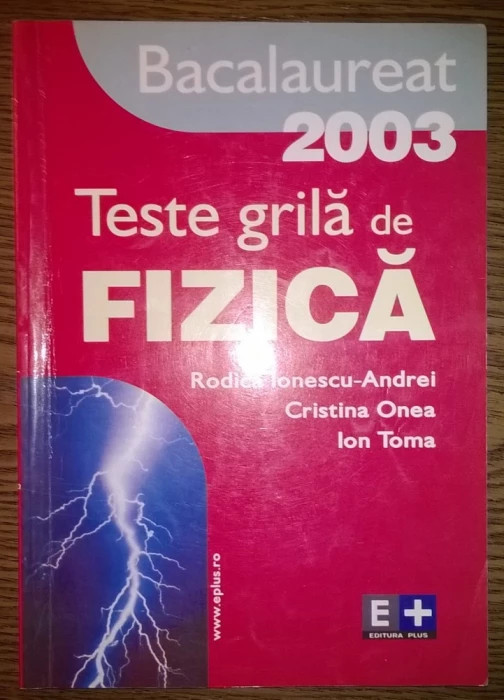 Bacalaureat
2003
Teste grilă de
FIZICĂ
Rodica Ionescu-Andrei
Cristina Onea
Ion Toma
www.eplus.ro
E+
EDITURA PLUS